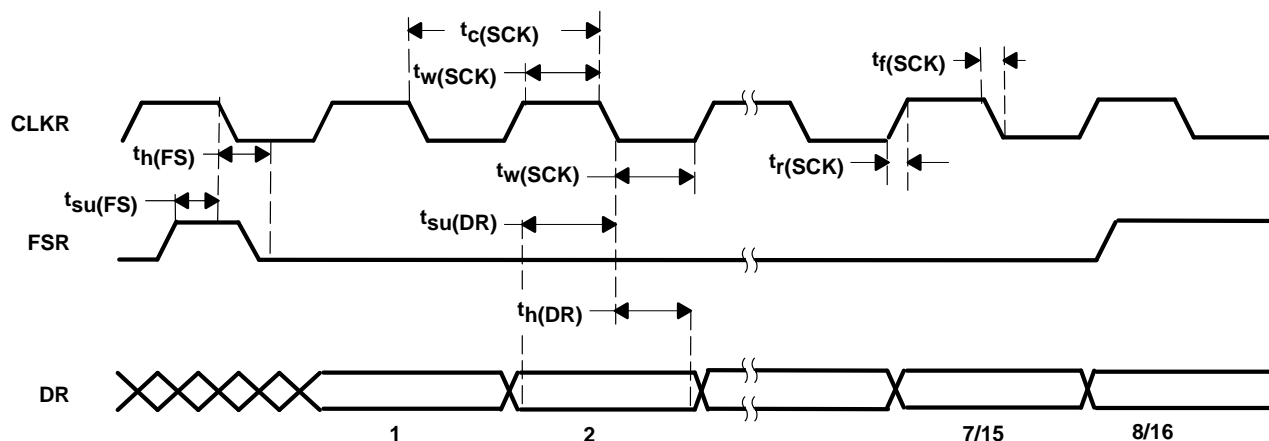 tc(SCK)
tw(SCK)
tf(SCK)
CLKR
th(FS)
tw(SCK)
tr(SCK)
tsu(FS)
tsu(DR)
FSR
th(DR)
DR
1 2 7/15 8/16